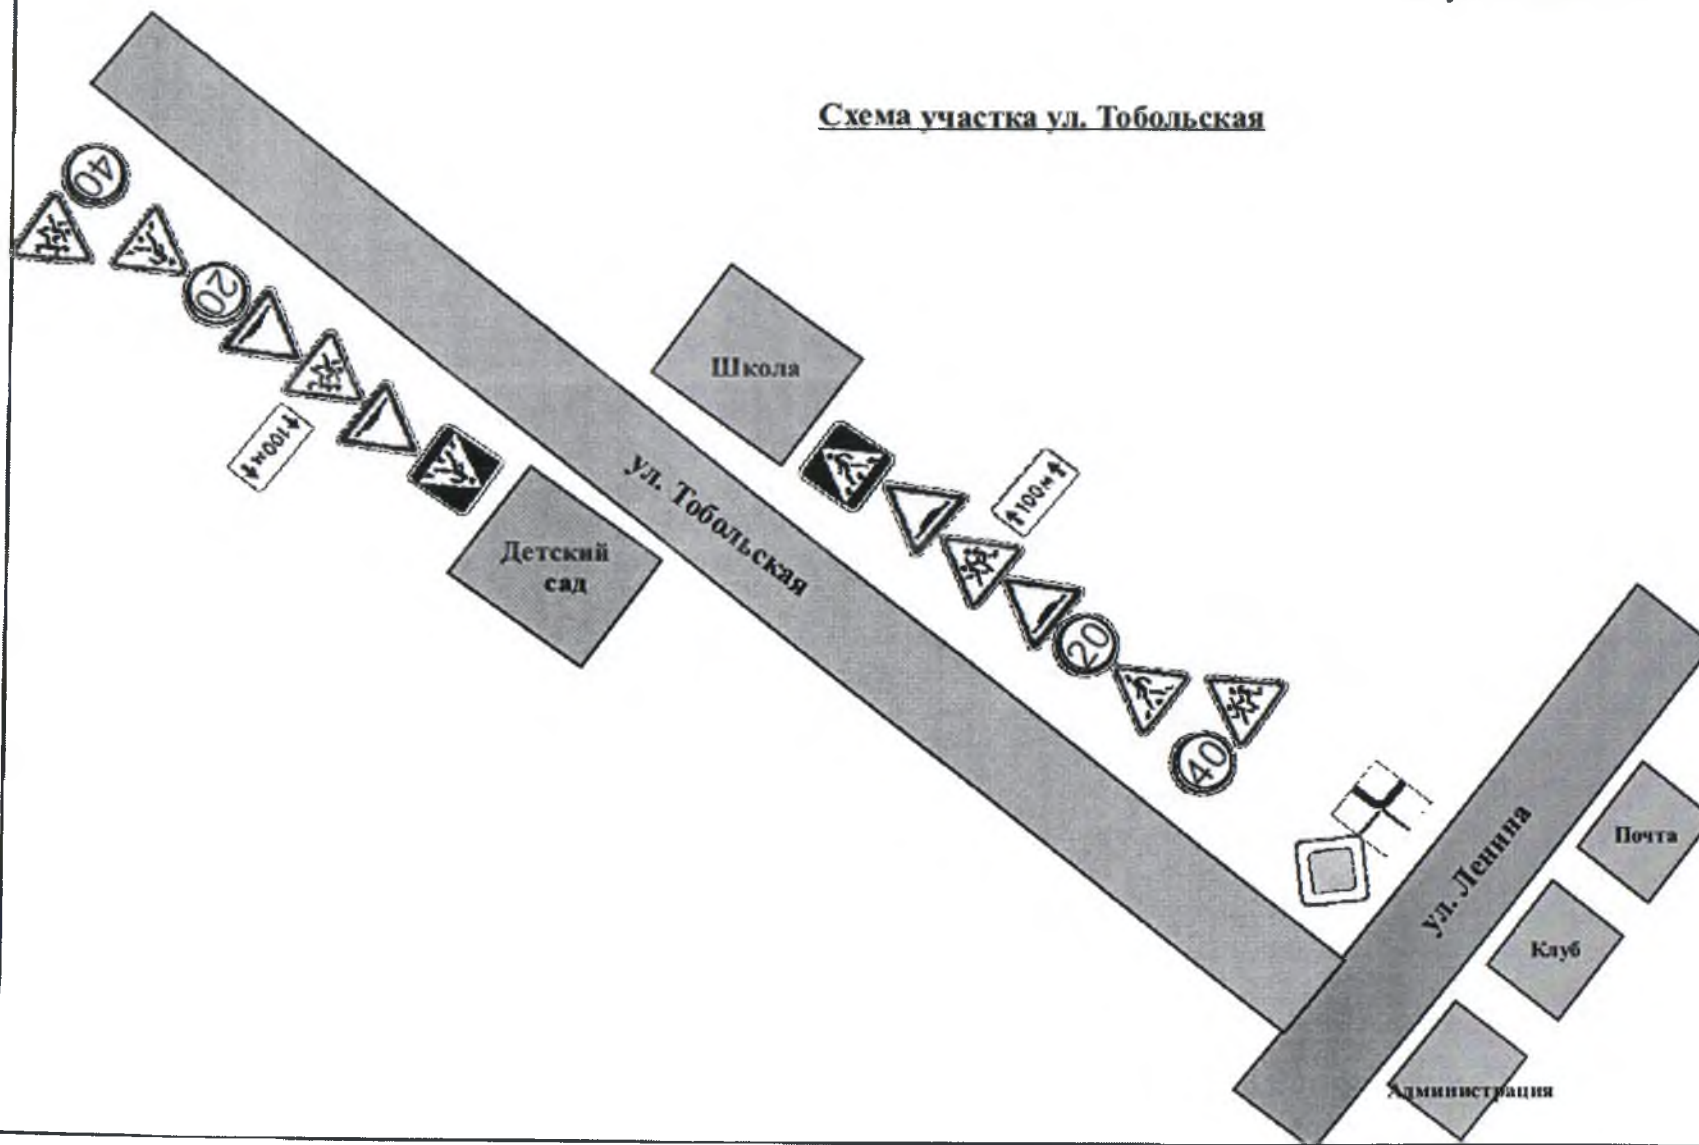 Схема участка ул. Тобольская
40
20
Школа
100м
100м
ул. Тобольская
Детский
сад
20
40
ул. Ленина
Почта
Клуб
Администрация